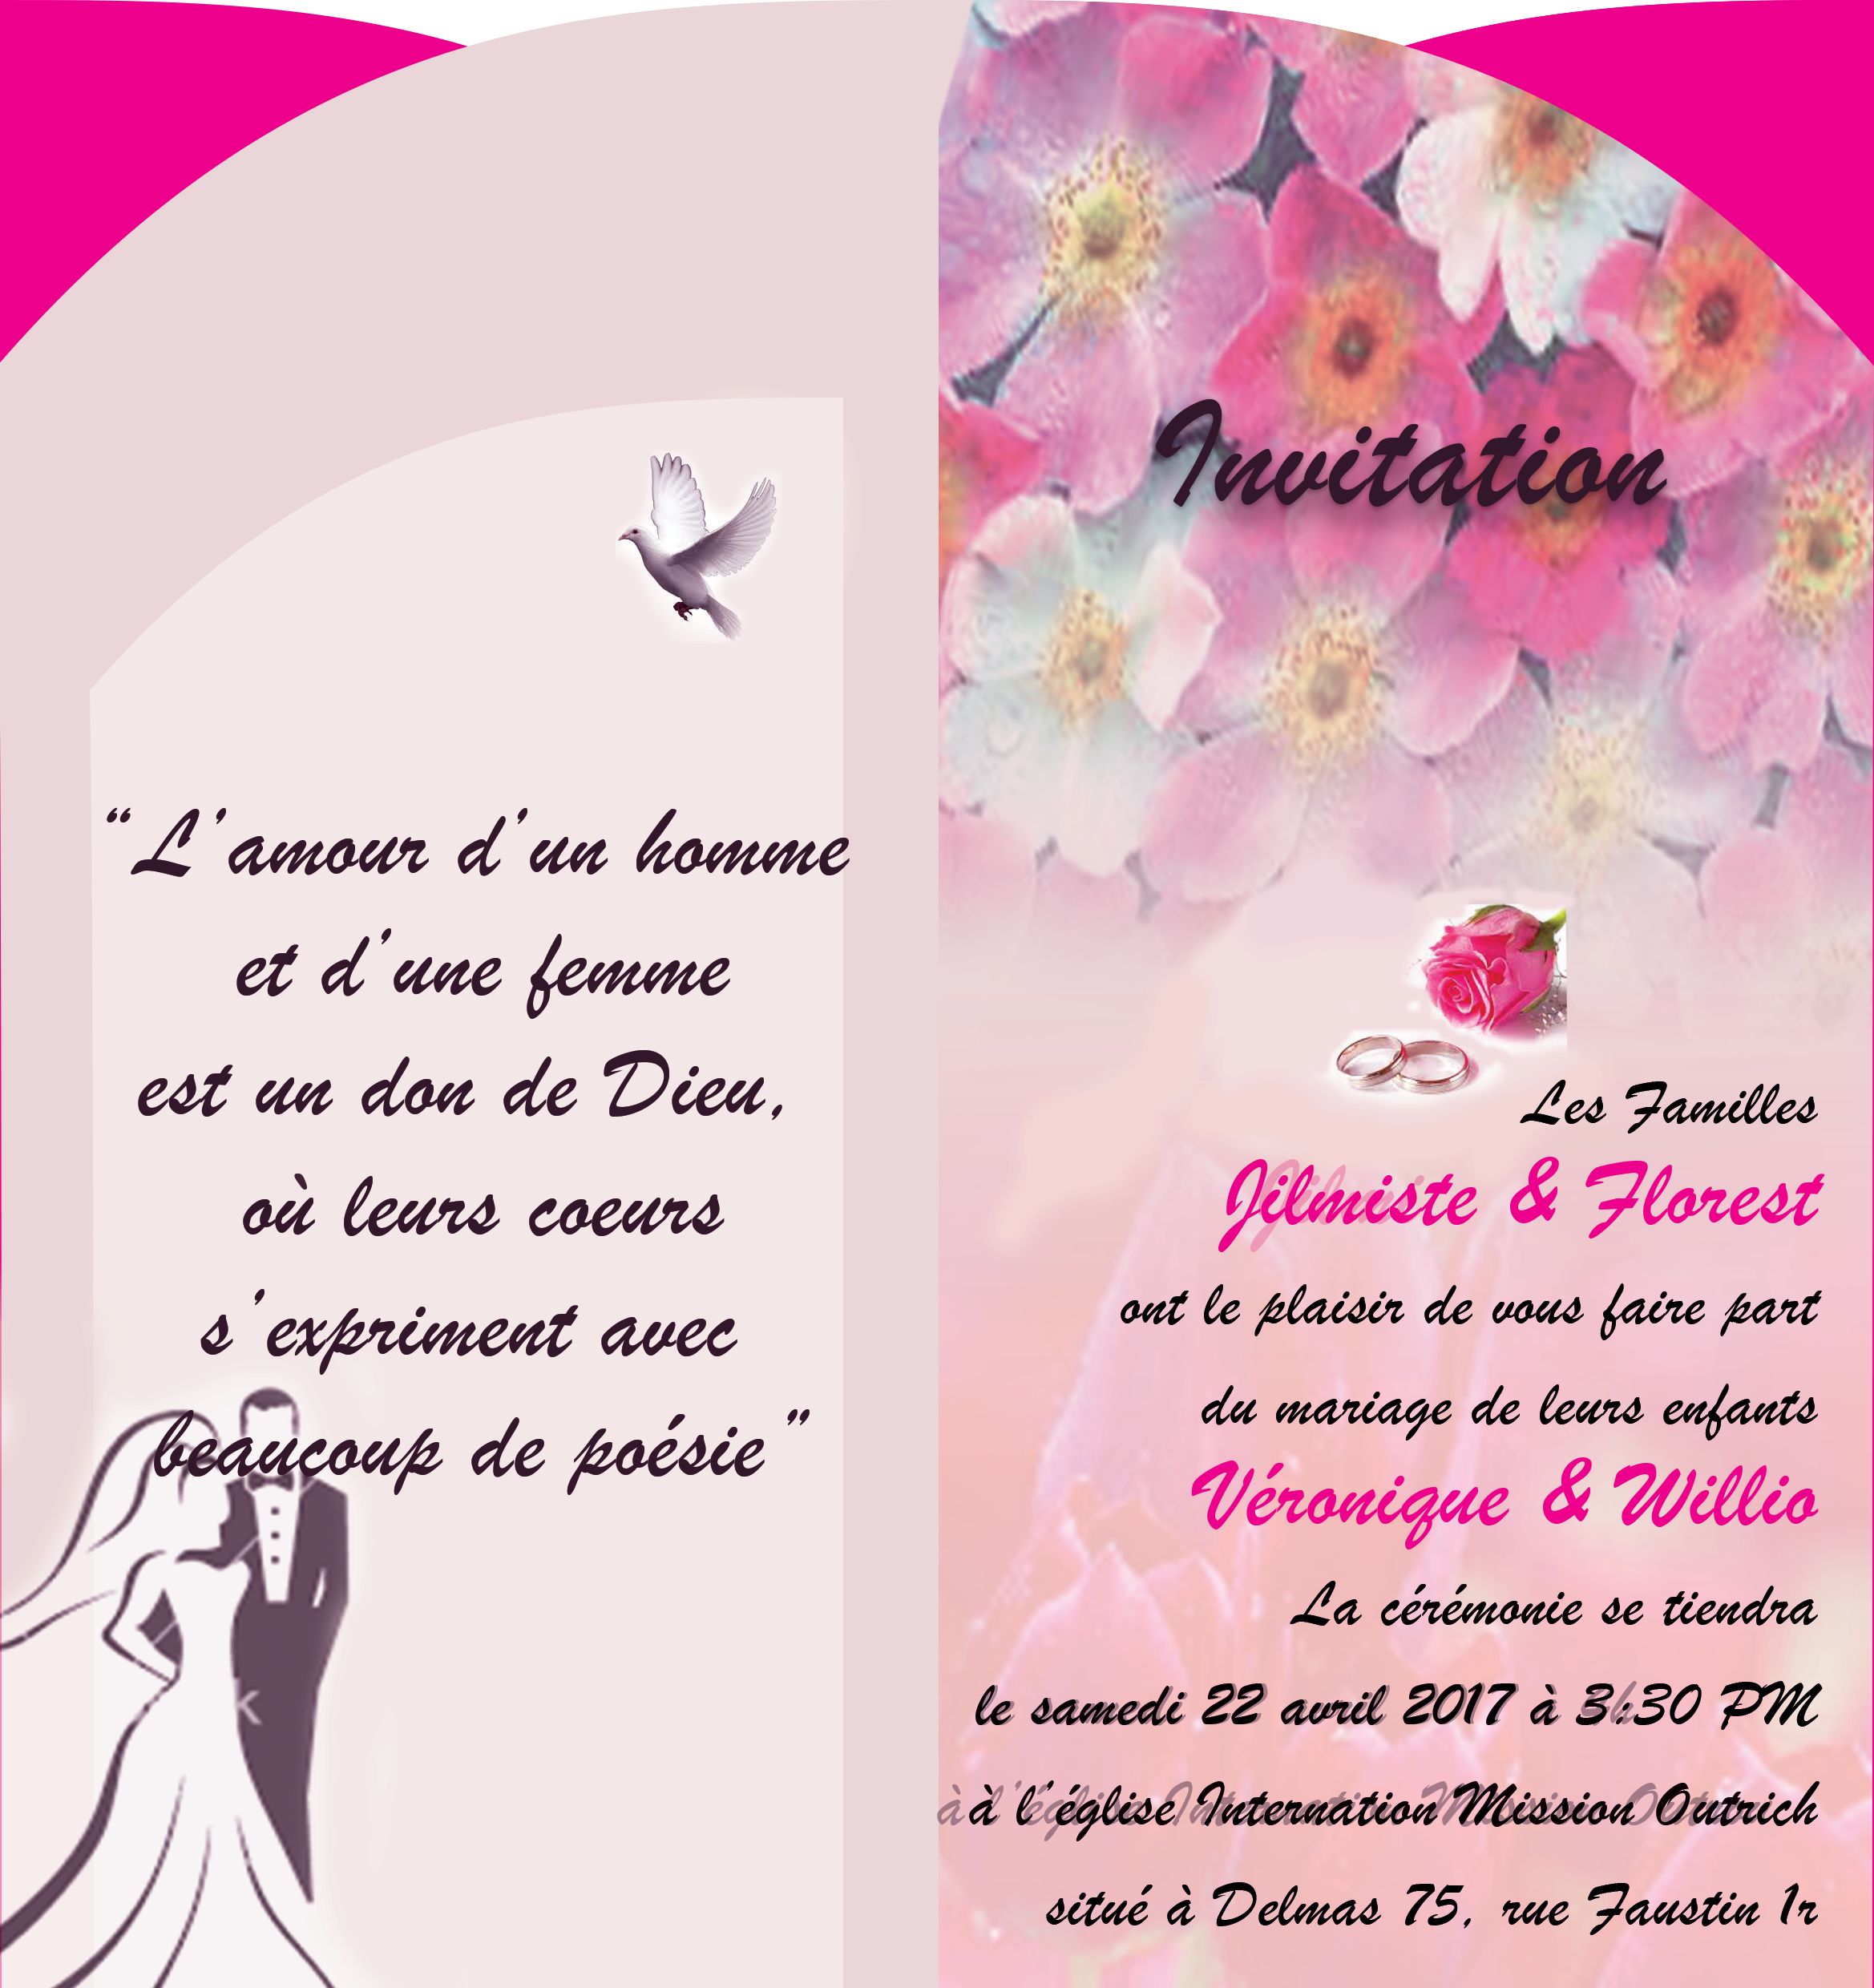 “L’amour d’un homme
et d’une femme
est un don de Dieu,
où leurs coeurs
s’expriment avec
beaucoup de poésie”
Invitation
Les Familles
Jilmiste & Florest
ont le plaisir de vous faire part
du mariage de leurs enfants
Véronique & Willio
La cérémonie se tiendra
le samedi 22 avril 2017 à 3:30 PM
à l’église Internation Mission Outrich
situé à Delmas 75, rue Faustin 1r